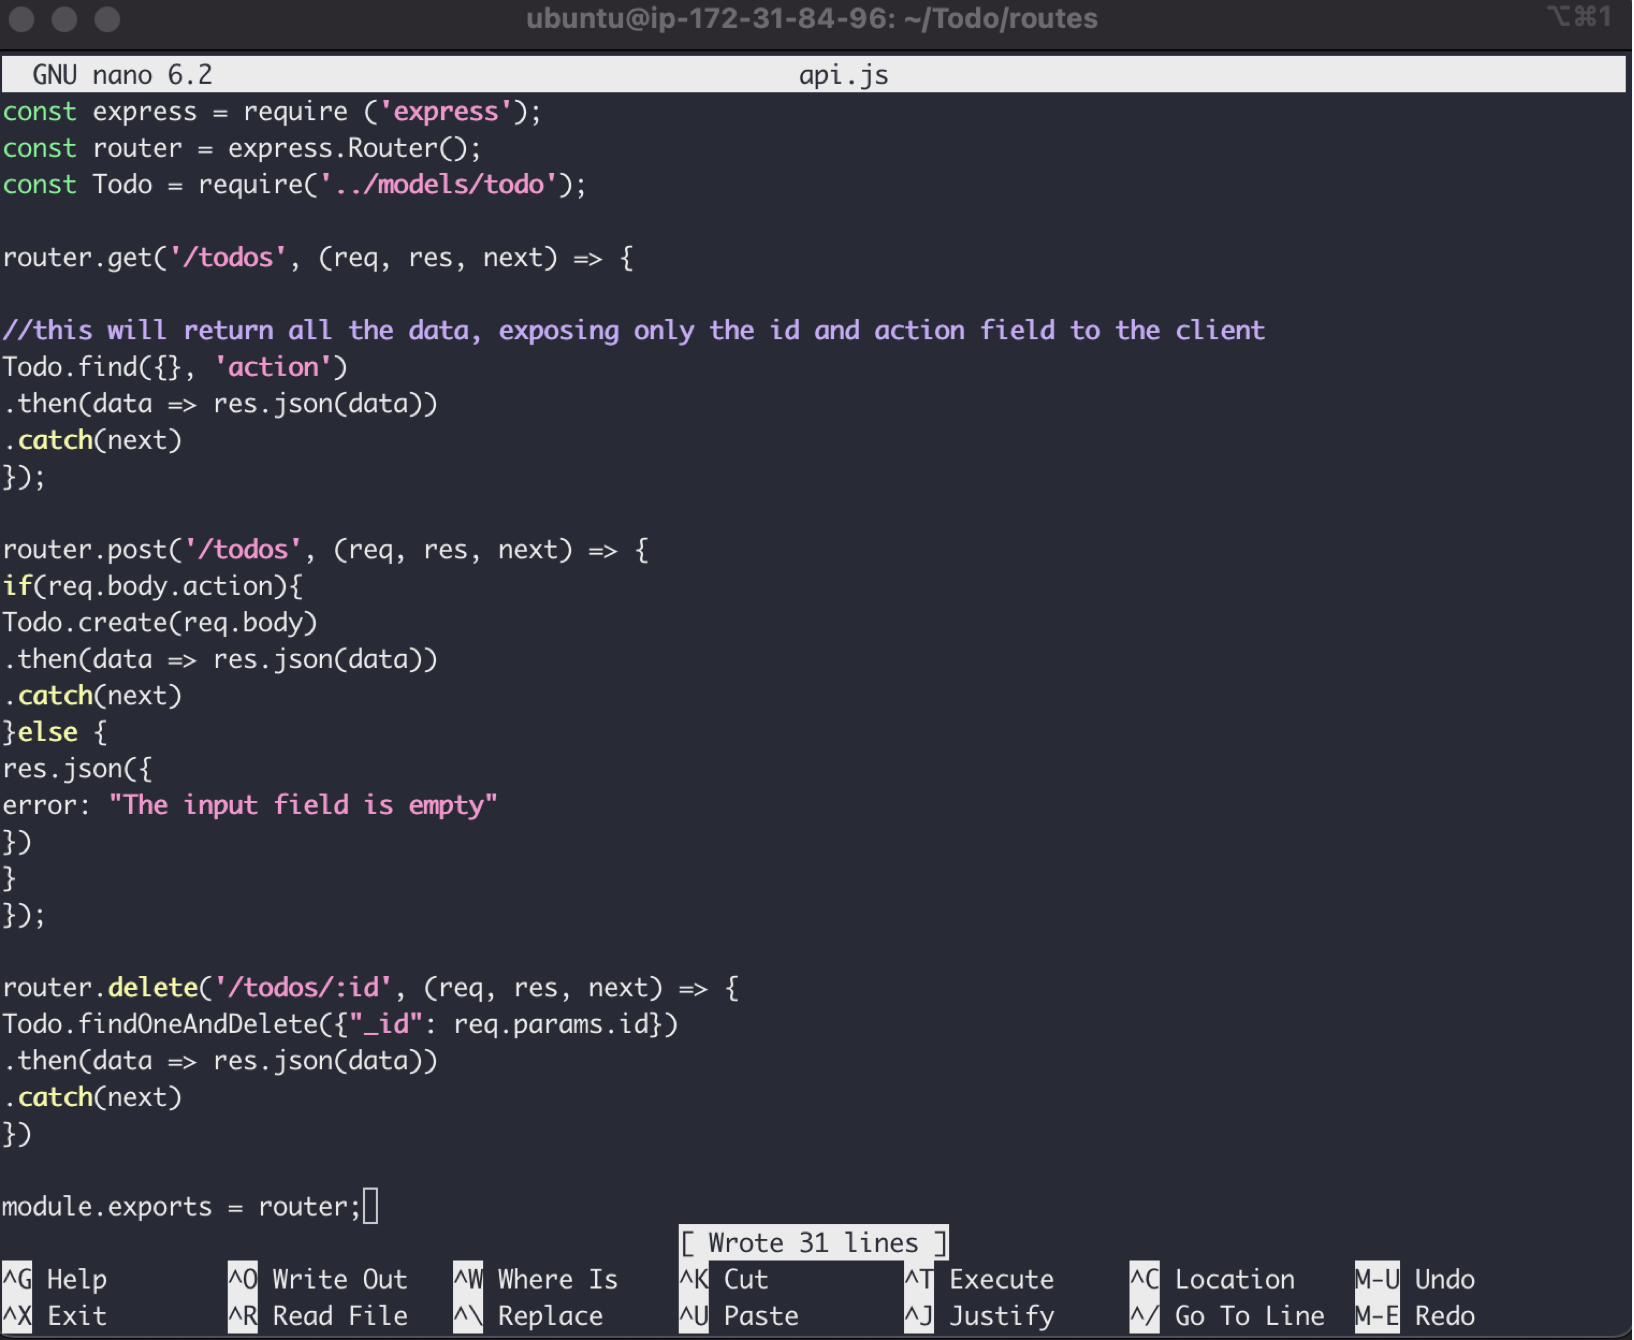 ubuntu@ip-172-31-84-96: ~/Todo/routes ⌥⌘1
GNU nano 6.2 api.js
const express = require ('express');
const router = express.Router();
const Todo = require('../models/todo');
router.get('/todos', (req, res, next) => {
//this will return all the data, exposing only the id and action field to the client
Todo.find({}, 'action')
.then(data => res.json(data))
.catch(next)
});
router.post('/todos', (req, res, next) => {
if(req.body.action){
Todo.create(req.body)
.then(data => res.json(data))
.catch(next)
}else {
res.json({
error: "The input field is empty"
})
}
});
router.delete('/todos/:id', (req, res, next) => {
Todo.findOneAndDelete({"_id": req.params.id})
.then(data => res.json(data))
.catch(next)
})
module.exports = router;
[ Wrote 31 lines ]
^G Help ^O Write Out ^W Where Is ^K Cut ^T Execute ^C Location M-U Undo
^X Exit ^R Read File ^\ Replace ^U Paste ^J Justify ^/ Go To Line M-E Redo